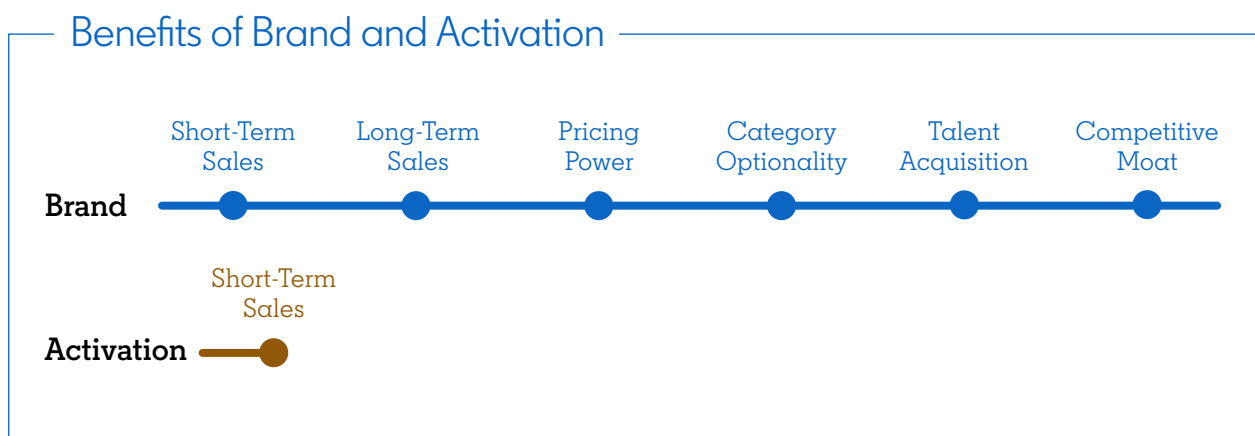 Benefits of Brand and Activation
Short-Term
Sales
Long-Term
Sales
Pricing
Power
Category
Optionality
Talent
Acquisition
Competitive
Moat
Brand
Short-Term
Sales
Activation